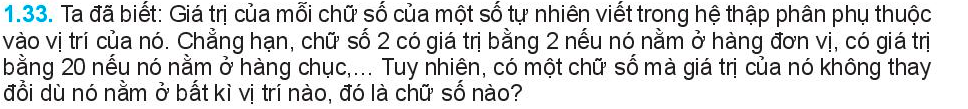 1.33. Ta đã biết: Giá trị của mỗi chữ số của một số tự nhiên viết trong hệ thập phân phụ thuộc
vào vị trí của nó. Chẳng hạn, chữ số 2 có giá trị bằng 2 nếu nó nằm ở hàng đơn vị, có giá trị
bằng 20 nếu nó nằm ở hàng chục,... Tuy nhiên, có một chữ số mà giá trị của nó không thay
đổi dù nó nằm ở bất kì vị trí nào, đó là chữ số nào?